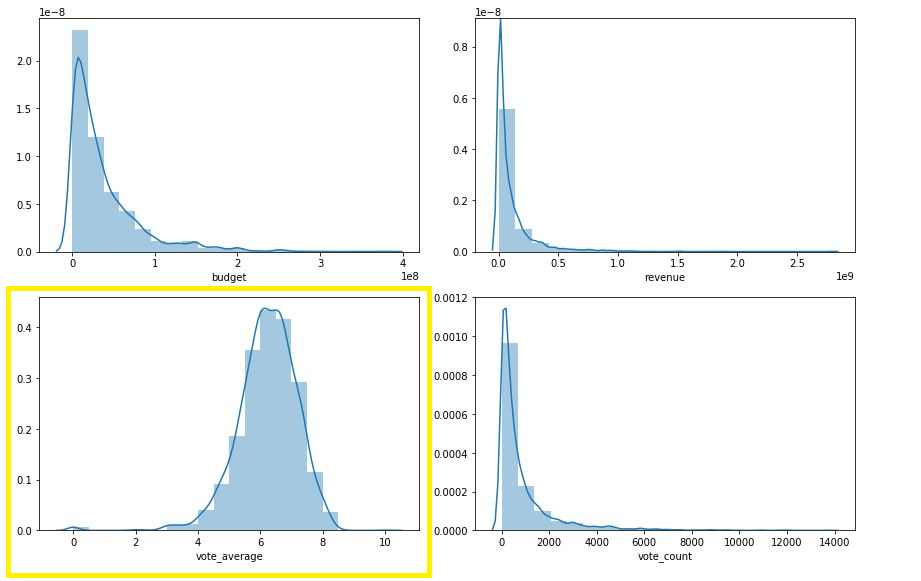 1e−8
2.0
1.5
1.0
0.5
0.0
0 1 2 3 4
1e8
budget
1e−8
0.8
0.6
0.4
0.2
0.0
0.0 0.5 1.0 1.5 2.0 2.5
1e9
revenue
0.4
0.3
0.2
0.1
0.0
0 2 4 6 8 10
vote_average
0.0012
0.0010
0.0008
0.0006
0.0004
0.0002
0.0000
0 2000 4000 6000 8000 10000 12000 14000
vote_count